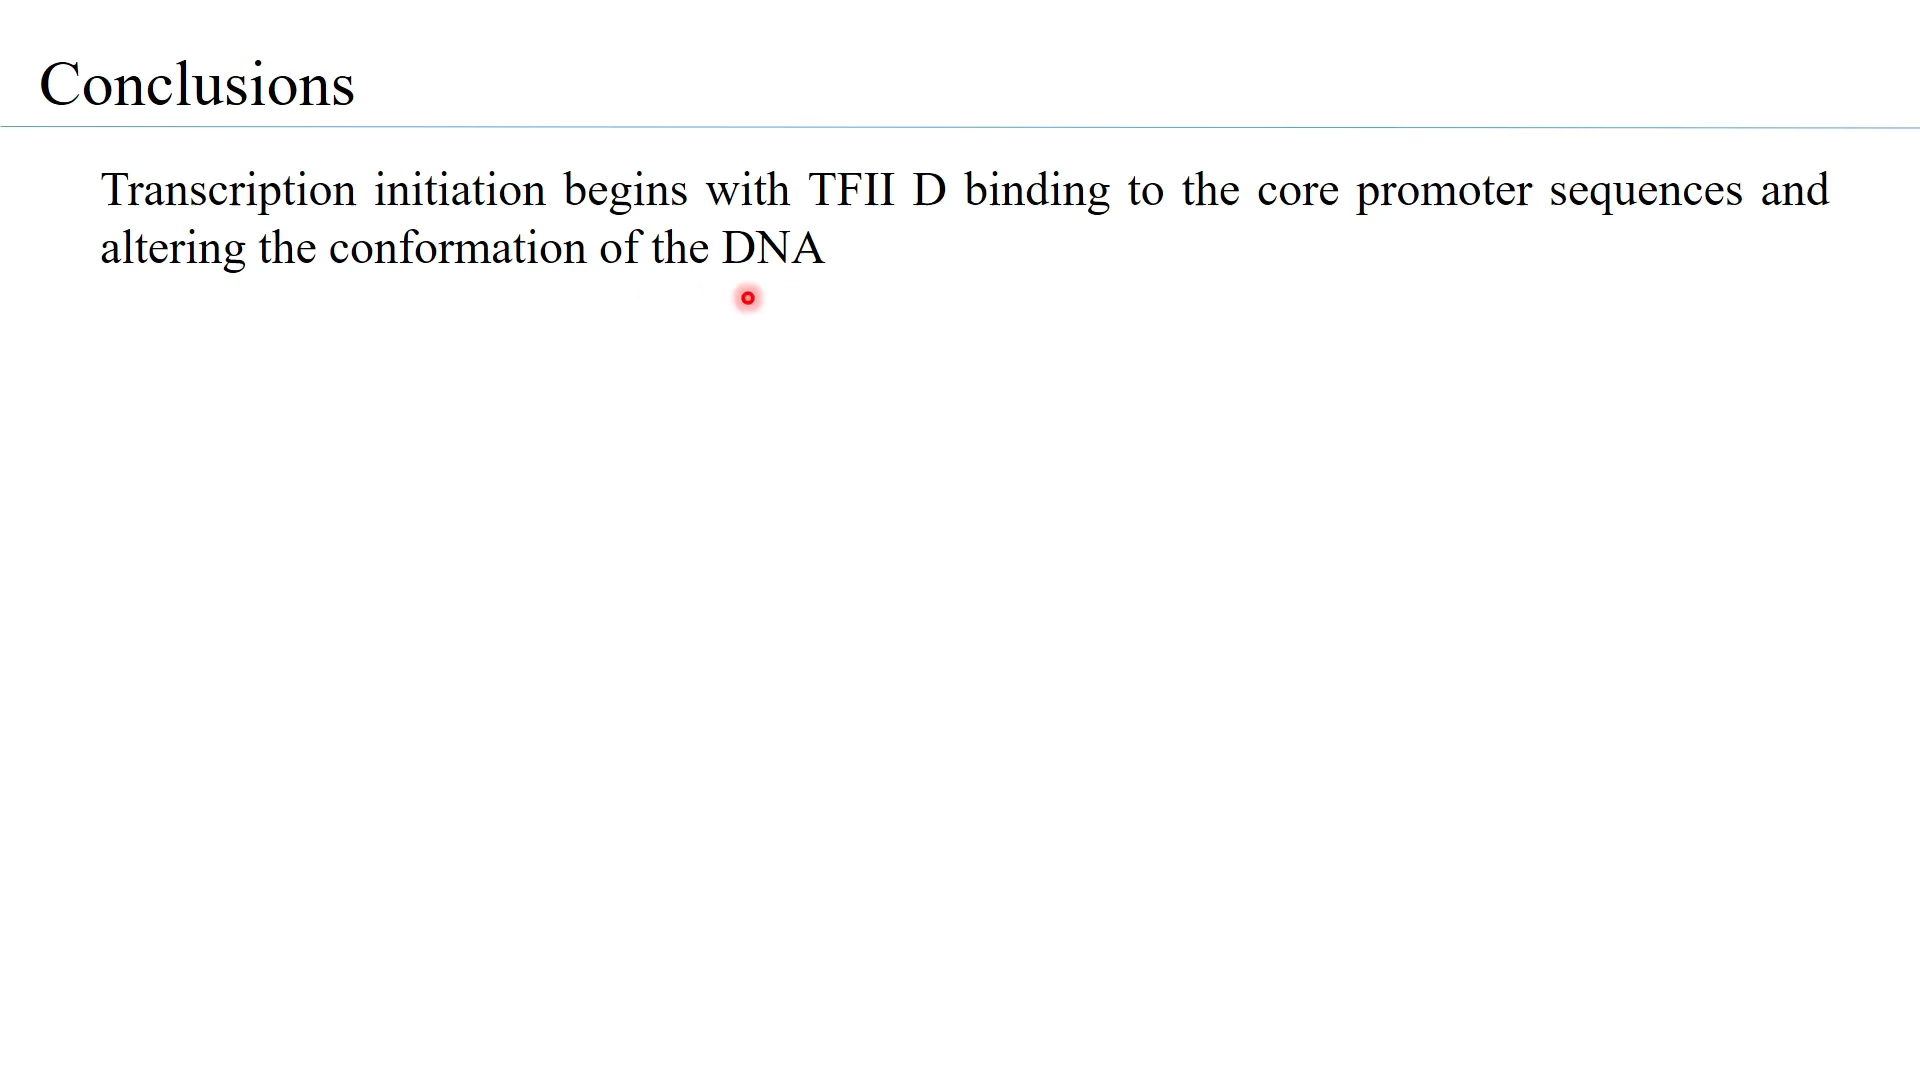 Conclusions
Transcription initiation begins with TFII D binding to the core promoter sequences and
altering the conformation of the DNA